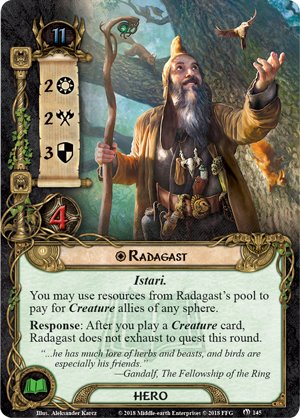 11
2
2
3
4
Radagast
Istari.
You may use resources from Radagast's pool to
pay for Creature allies of any sphere.
Response: After you play a Creature card,
Radagast does not exhaust to quest this round.
"...he has much lore of herbs and beasts, and birds are
especially his friends."
—Gandalf, The Fellowship of the Ring
HERO
Illus. Aleksander Karcz © 2018 Middle-earth Enterprises © 2018 FFG 145